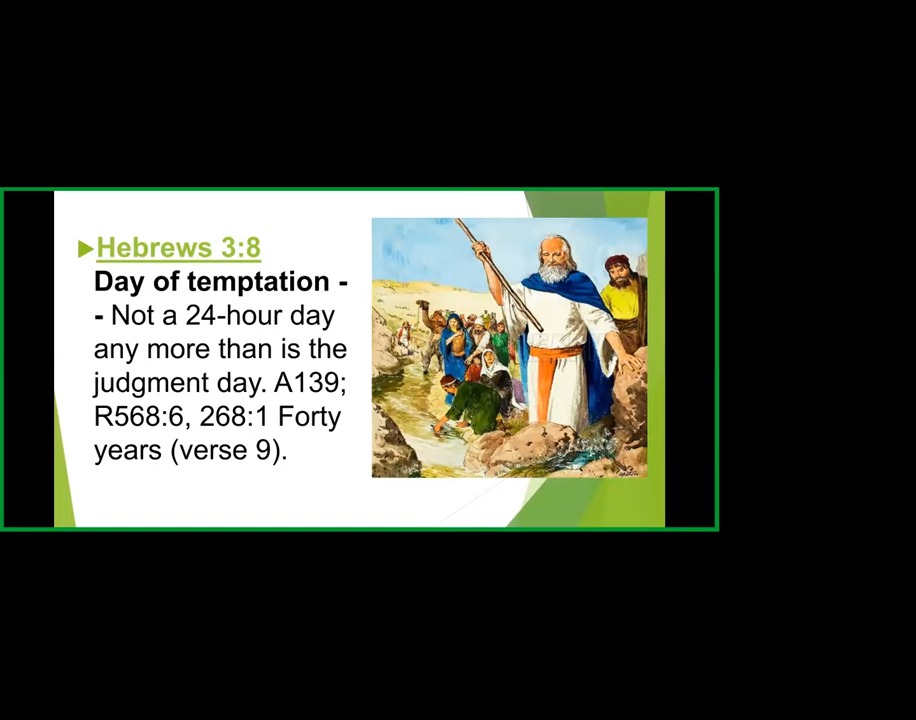 Hebrews 3:8
Day of temptation -
- Not a 24-hour day
any more than is the
judgment day. A139;
R568:6, 268:1 Forty
years (verse 9).